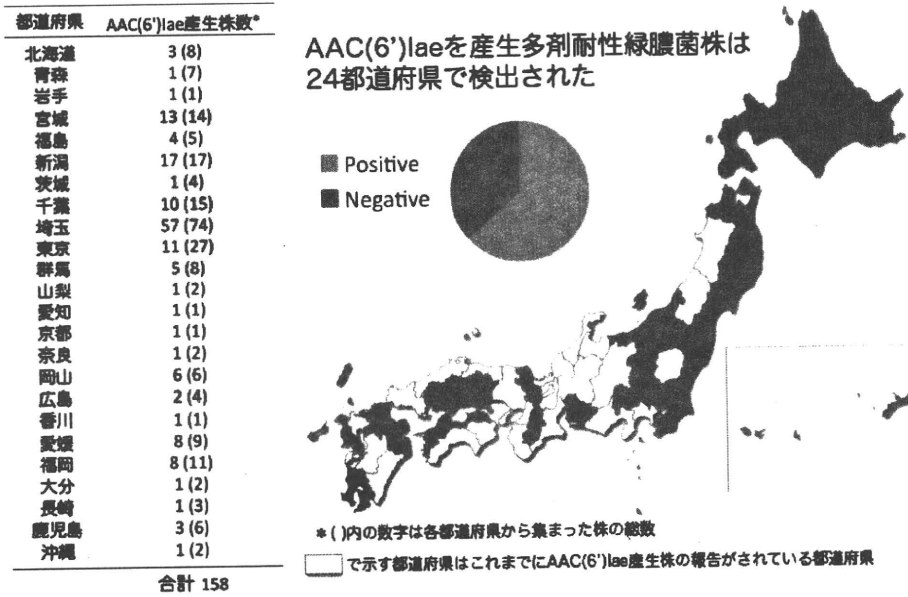 都道府県 AAC(6')Iae産生株数*
北海道 3 (8)
青森 1 (7)
岩手 1 (1)
宮城 13 (14)
福島 4 (5)
新潟 17 (17)
茨城 1 (4)
千葉 10 (15)
埼玉 57 (74)
東京 11 (27)
群馬 5 (8)
山梨 1 (2)
愛知 1 (1)
京都 1 (1)
奈良 1 (2)
岡山 6 (6)
広島 2 (4)
香川 1 (1)
愛媛 8 (9)
福岡 8 (11)
大分 1 (2)
長崎 1 (3)
鹿児島 3 (6)
沖縄 1 (2)
合計 158
AAC(6')Iaeを産生多剤耐性緑膿菌株は
24都道府県で検出された
Positive
Negative
* ( )内の数字は各都道府県から集まった株の総数
で示す都道府県はこれまでにAAC(6')Iae産生株の報告がされている都道府県